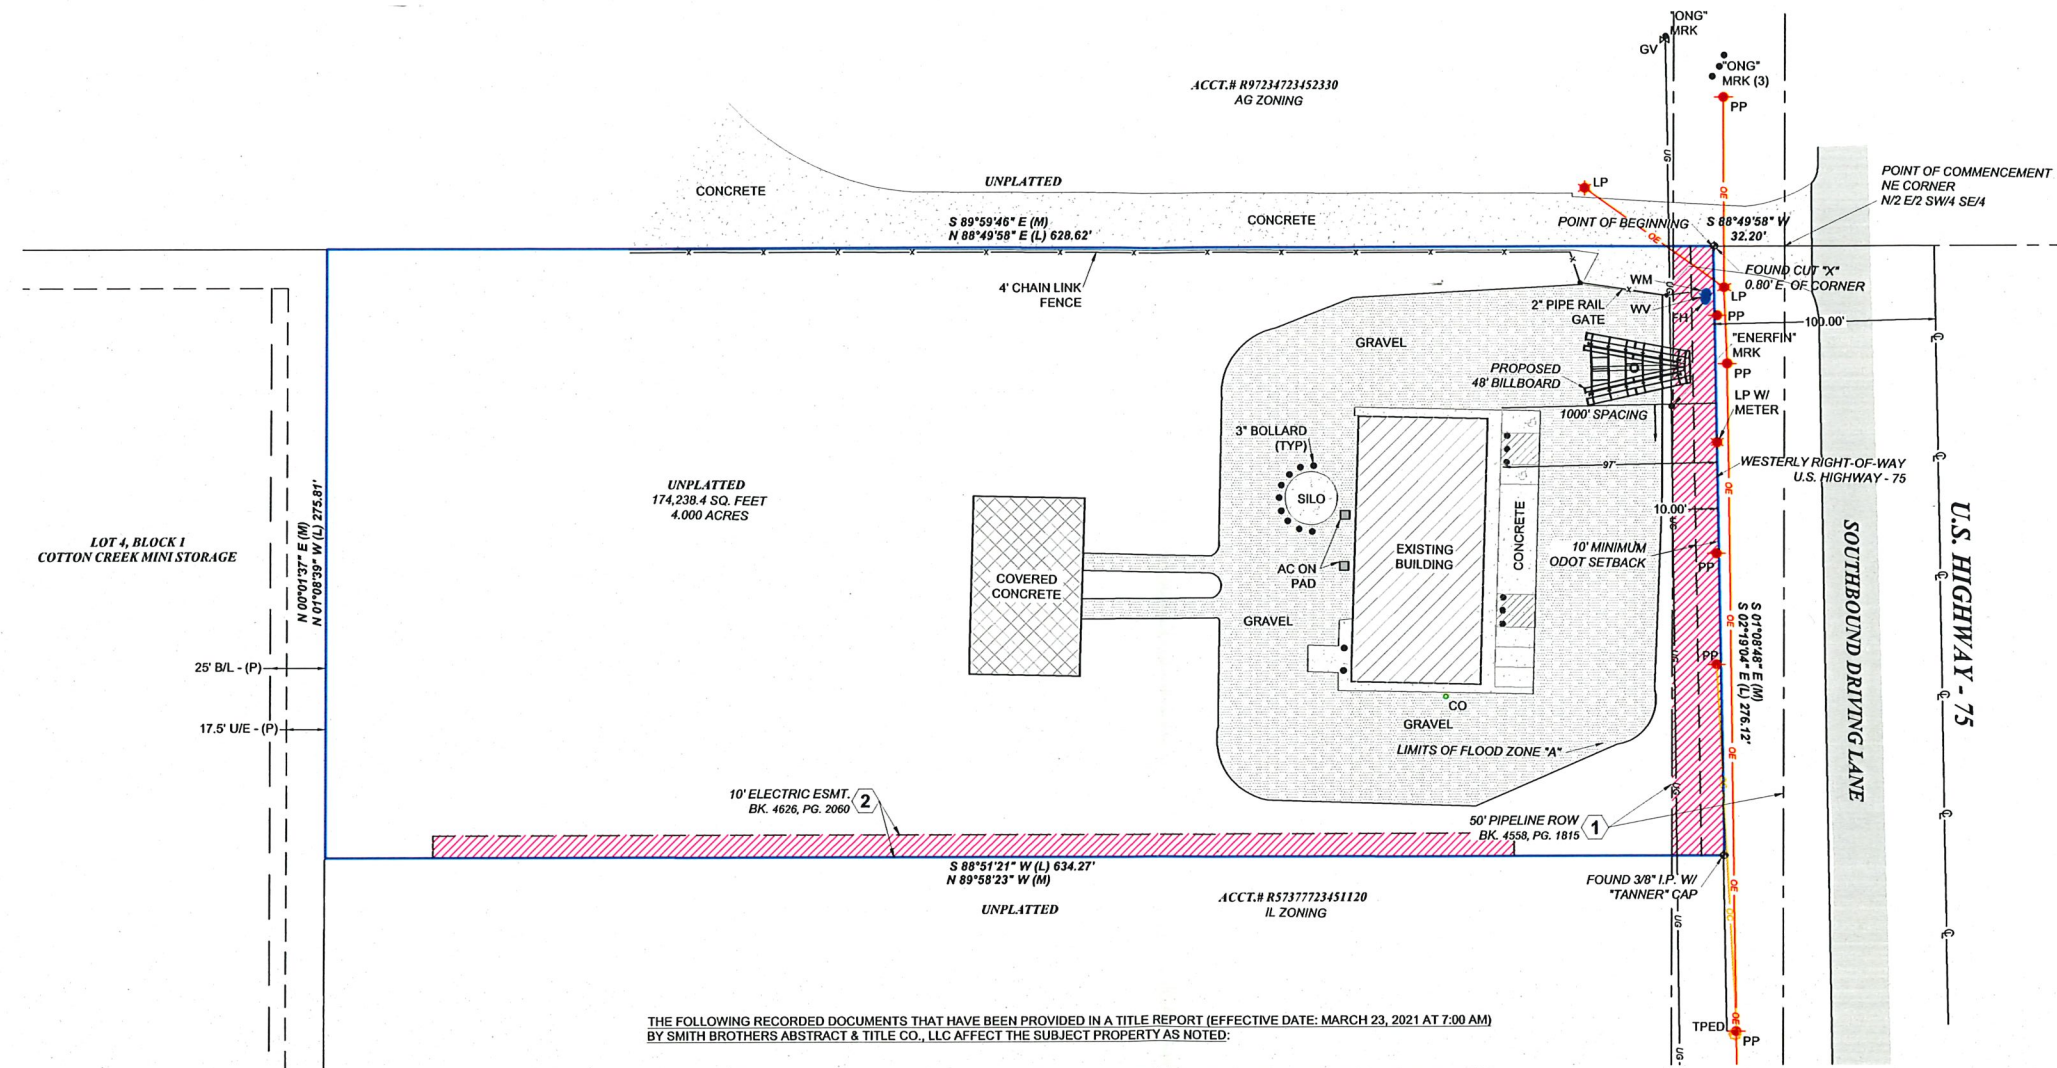 "ONG"
MRK
GV
"ONG"
MRK (3)
PP
ACCT.# R97234723452330
AG ZONING
UG
OE
LP
UNPLATTED
CONCRETE
CONCRETE
POINT OF COMMENCEMENT
NE CORNER
N/2 E/2 SW/4 SE/4
S 89°59'46" E (M)
N 88°49'58" E (L) 628.62'
POINT OF BEGINNING
S 88°49'58" W
32.20'
OE
FOUND CUT "X"
0.80' E. OF CORNER
4' CHAIN LINK
FENCE
WM
WV
FH
LP
PP
2" PIPE RAIL
GATE
100.00'
GRAVEL
"ENERFIN"
MRK
PP
PROPOSED
48' BILLBOARD
1000' SPACING
LP W/
METER
3" BOLLARD
(TYP)
97'
WESTERLY RIGHT-OF-WAY
U.S. HIGHWAY - 75
SILO
UNPLATTED
174,238.4 SQ. FEET
4.000 ACRES
10.00'
OE
LOT 4, BLOCK 1
COTTON CREEK MINI STORAGE
N 00°01'37" E (M)
N 01°08'39" W (L) 275.81'
EXISTING
BUILDING
CONCRETE
10' MINIMUM
ODOT SETBACK
PP
AC ON
PAD
COVERED
CONCRETE
GRAVEL
S 01°08'48" E (M)
S 02°19'04" E (L) 276.12'
OE
SOUTHBOUND DRIVING LANE
U.S. HIGHWAY - 75
PP
25' B/L - (P)
17.5' U/E - (P)
CO
GRAVEL
LIMITS OF FLOOD ZONE "A"
OE
10' ELECTRIC ESMT.
BK. 4626, PG. 2060
2
50' PIPELINE ROW
BK. 4558, PG. 1815
1
S 88°51'21" W (L) 634.27'
N 89°58'23" W (M)
FOUND 3/8" I.P. W/
"TANNER" CAP
OE
ACCT.# R57377723451120
IL ZONING
UNPLATTED
UG
TPED
OE
PP
UG
THE FOLLOWING RECORDED DOCUMENTS THAT HAVE BEEN PROVIDED IN A TITLE REPORT (EFFECTIVE DATE: MARCH 23, 2021 AT 7:00 AM)
BY SMITH BROTHERS ABSTRACT & TITLE CO., LLC AFFECT THE SUBJECT PROPERTY AS NOTED: